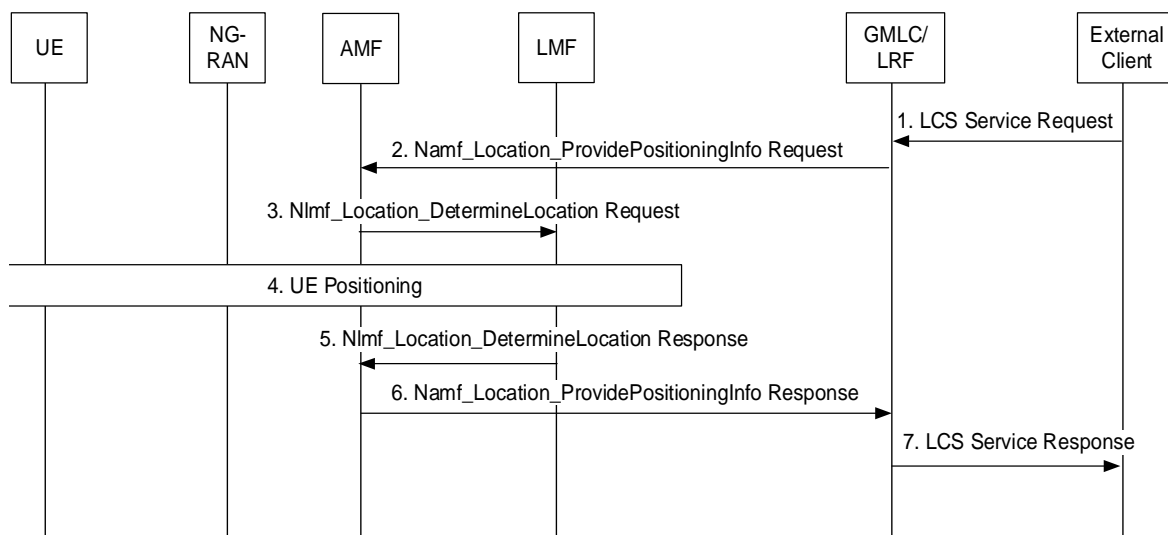 UE
NG-
RAN
AMF
LMF
GMLC/
LRF
External
Client
1. LCS Service Request
2. Namf_Location_ProvidePositioningInfo Request
3. Nlmf_Location_DetermineLocation Request
4. UE Positioning
5. Nlmf_Location_DetermineLocation Response
6. Namf_Location_ProvidePositioningInfo Response
7. LCS Service Response